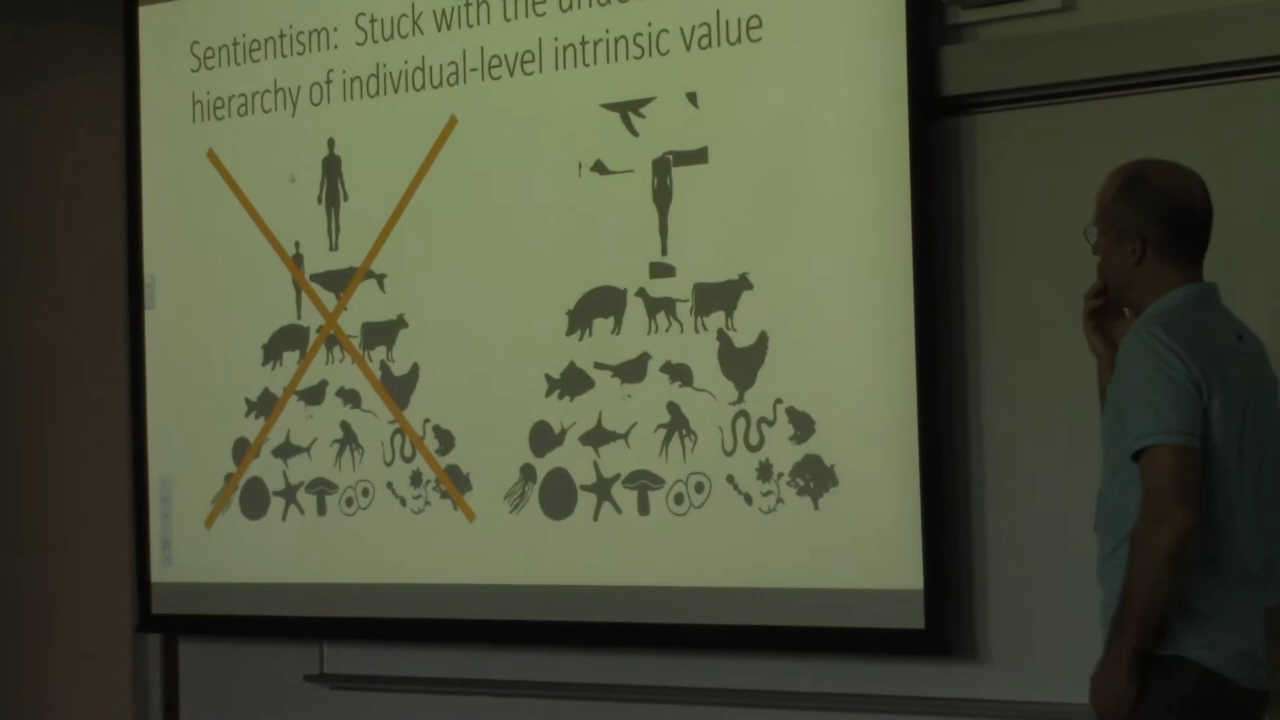 Sentientism: Stuck with the
hierarchy of individual-level intrinsic value